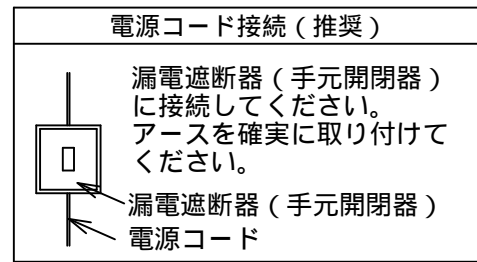 電源コード接続(推奨)
漏電遮断器(手元開閉器)
に接続してください。
アースを確実に取り付けて
ください。
漏電遮断器(手元開閉器)
電源コード